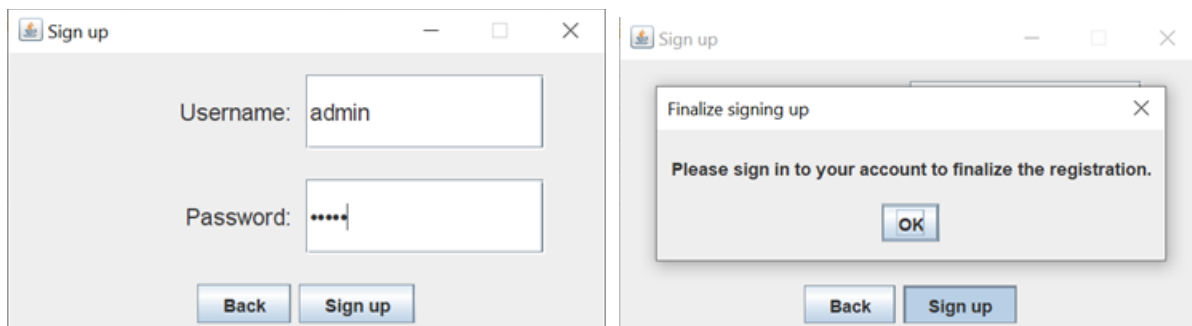 Sign up
Username: admin
Password: •••••
Back Sign up
Sign up
Finalize signing up
Please sign in to your account to finalize the registration.
OK
Back Sign up